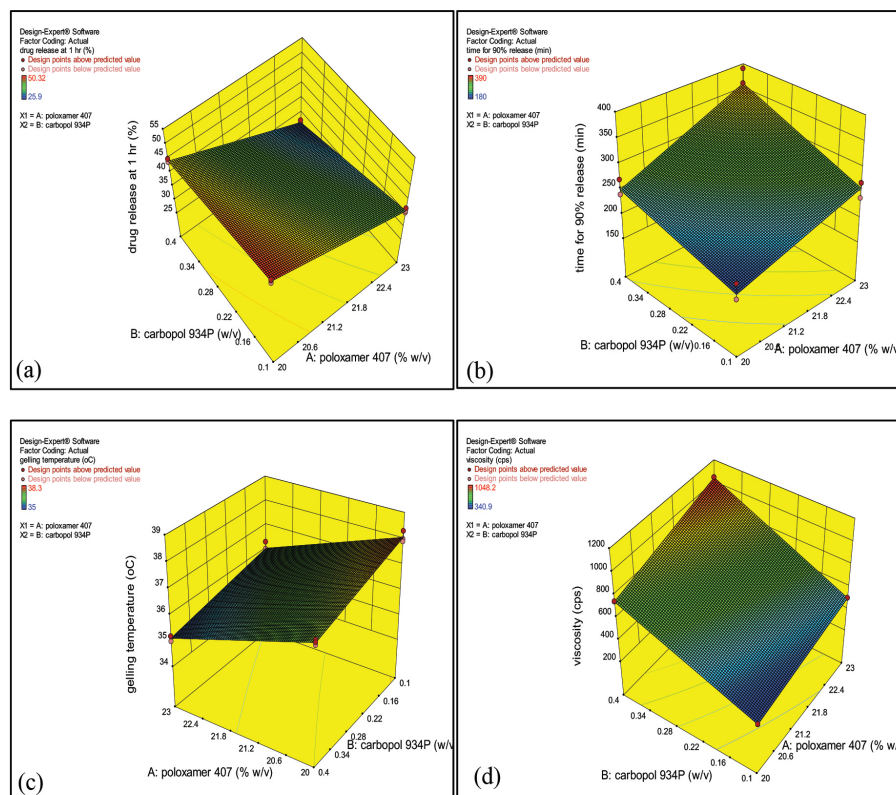 Design-Expert® Software
Factor Coding: Actual
drug release at 1 hr (%)
Design points above predicted value
Design points below predicted value
50.32
25.9
X1 = A: poloxamer 407
X2 = B: carbopol 934P
55
50
45
40
35
30
25
drug release at 1 hr (%)
0.4
0.34
0.28
0.22
0.16
0.1
B: carbopol 934P (w/v)
23
22.4
21.8
21.2
20.6
20
A: poloxamer 407 (% w/v)
(a)
Design-Expert® Software
Factor Coding: Actual
time for 90% release (min)
Design points above predicted value
Design points below predicted value
390
180
X1 = A: poloxamer 407
X2 = B: carbopol 934P
400
350
300
250
200
150
time for 90% release (min)
0.4
0.34
0.28
0.22
0.16
0.1
B: carbopol 934P (w/v)
23
22.4
21.8
21.2
20
A: poloxamer 407 (% w/v
(b)
Design-Expert® Software
Factor Coding: Actual
gelling temperature (oC)
Design points above predicted value
Design points below predicted value
38.3
35
X1 = A: poloxamer 407
X2 = B: carbopol 934P
39
38
37
36
35
34
gelling temperature (oC)
23
22.4
21.8
21.2
20.6
20
A: poloxamer 407 (% w/v)
0.1
0.16
0.22
0.28
0.34
0.4
B: carbopol 934P (w/v
(c)
Design-Expert® Software
Factor Coding: Actual
viscosity (cps)
Design points above predicted value
Design points below predicted value
1048.2
340.9
X1 = A: poloxamer 407
X2 = B: carbopol 934P
1200
1000
800
600
400
200
viscosity (cps)
0.4
0.34
0.28
0.22
0.16
0.1
B: carbopol 934P (w/v)
23
22.4
21.8
21.2
20.6
20
A: poloxamer 407 (% w/v
(d)